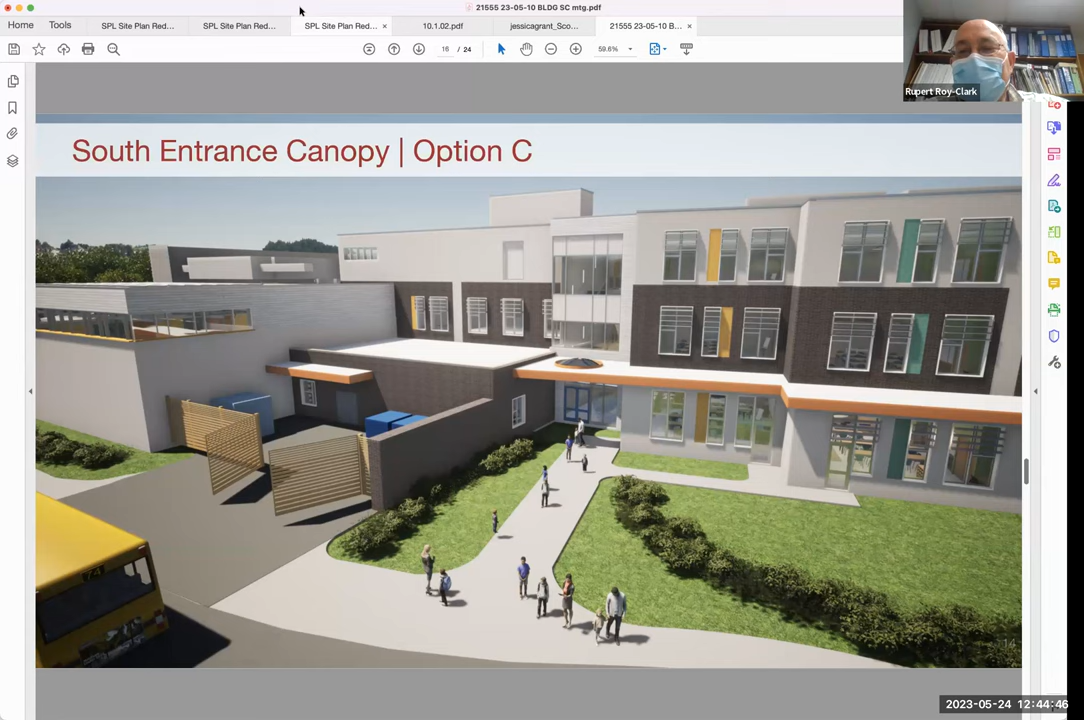 21555 23-05-10 BLDG SC mtg.pdf
Home Tools SPL Site Plan Red... SPL Site Plan Red... SPL Site Plan Red... × 10.1.02.pdf jessicagrant_Sco... 21555 23-05-10 B... ×
16 / 24 59.6%
Rupert Roy-Clark
South Entrance Canopy | Option C
74
14
2023-05-24 12:44:46